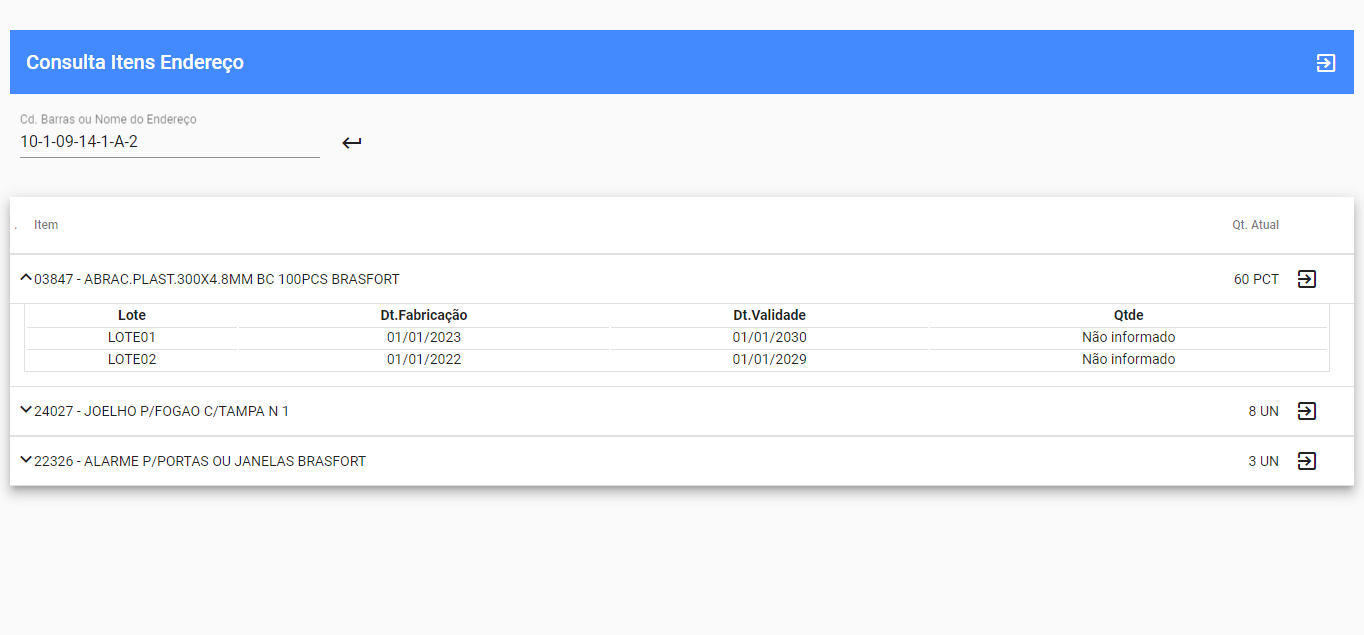 Consulta Itens Endereço
Cd. Barras ou Nome do Endereço
10-1-09-14-1-A-2
. Item Qt. Atual
03847 - ABRAC.PLAST.300X4.8MM BC 100PCS BRASFORT 60 PCT
Lote Dt.Fabricação Dt.Validade Qtde
LOTE01 01/01/2023 01/01/2030 Não informado
LOTE02 01/01/2022 01/01/2029 Não informado
24027 - JOELHO P/FOGAO C/TAMPA N 1 8 UN
22326 - ALARME P/PORTAS OU JANELAS BRASFORT 3 UN